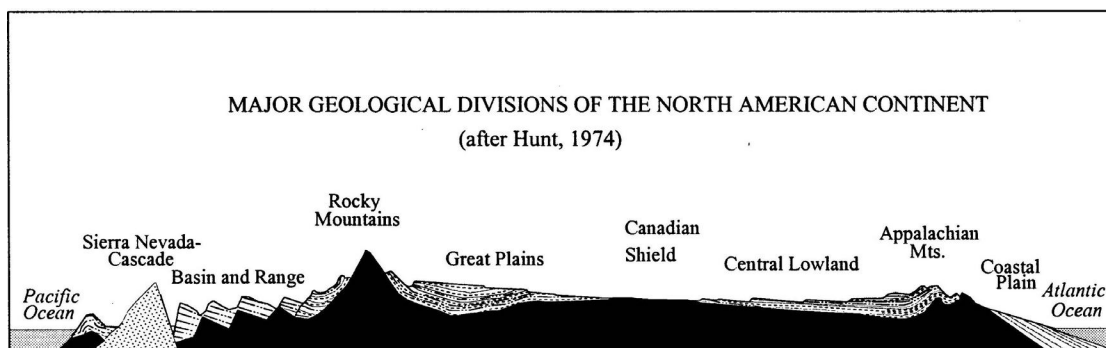 MAJOR GEOLOGICAL DIVISIONS OF THE NORTH AMERICAN CONTINENT
(after Hunt, 1974)
Pacific
Ocean
Sierra Nevada-
Cascade
Basin and Range
Rocky
Mountains
Great Plains
Canadian
Shield
Central Lowland
Appalachian
Mts.
Coastal
Plain
Atlantic
Ocean